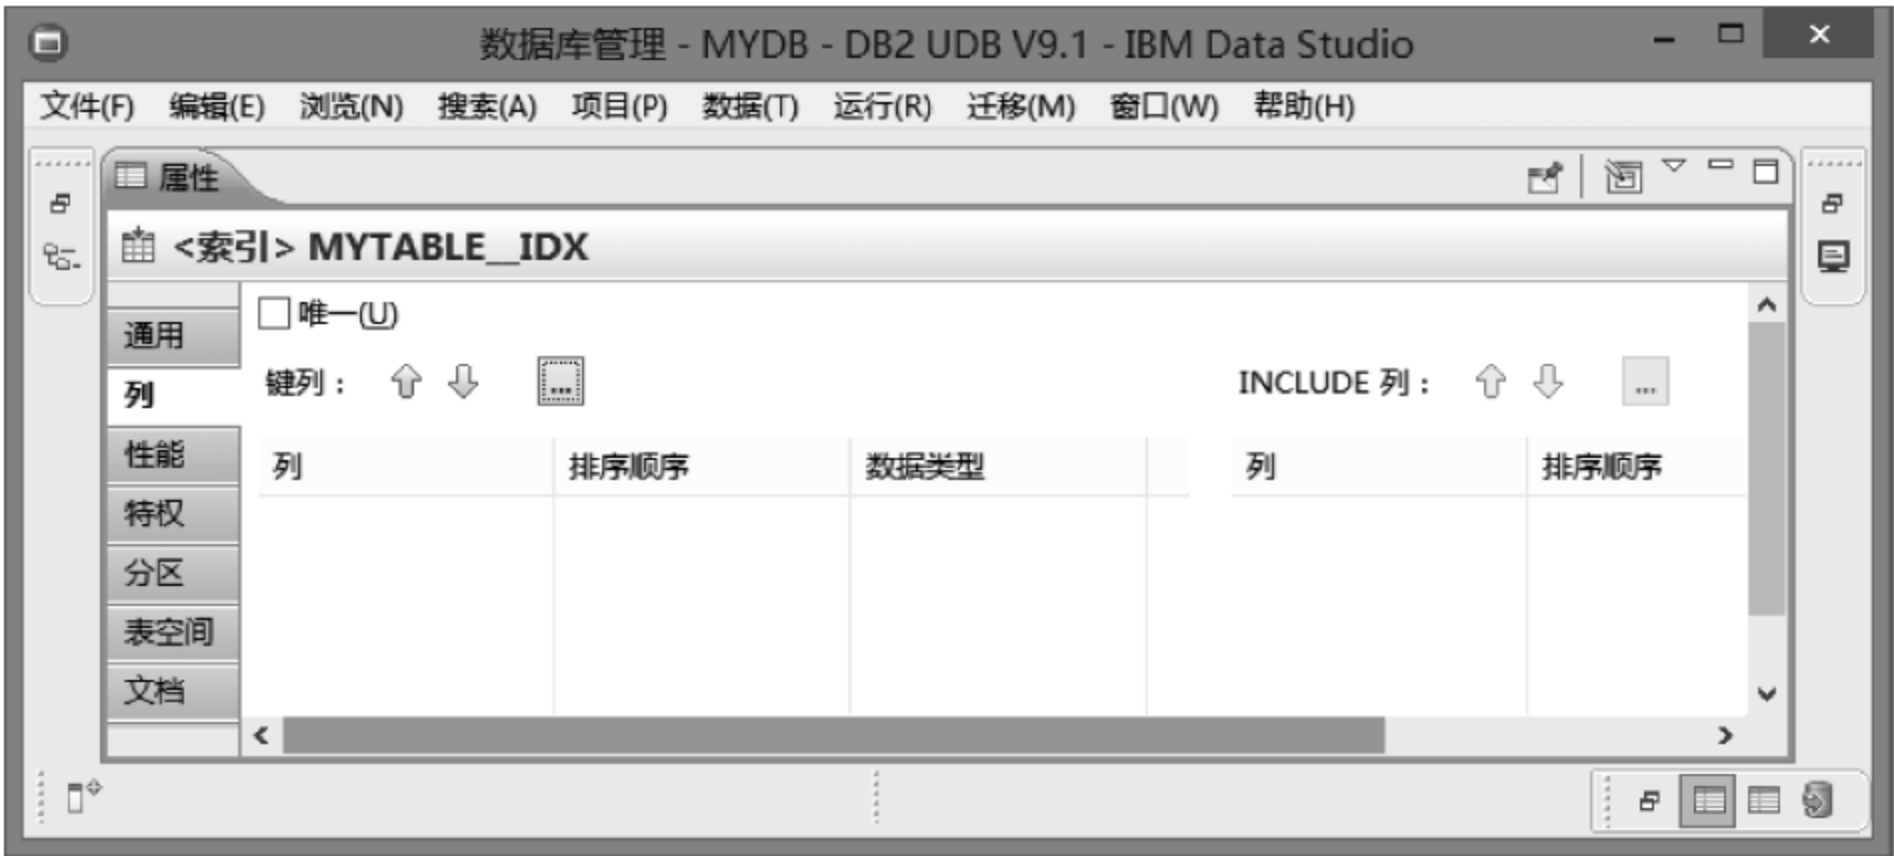 数据库管理 - MYDB - DB2 UDB V9.1 - IBM Data Studio
文件(F) 编辑(E) 浏览(N) 搜索(A) 项目(P) 数据(T) 运行(R) 迁移(M) 窗口(W) 帮助(H)
属性
<索引> MYTABLE__IDX
通用
列
性能
特权
分区
表空间
文档
唯一(U)
键列： ... INCLUDE 列： ...
列 排序顺序 数据类型 列 排序顺序